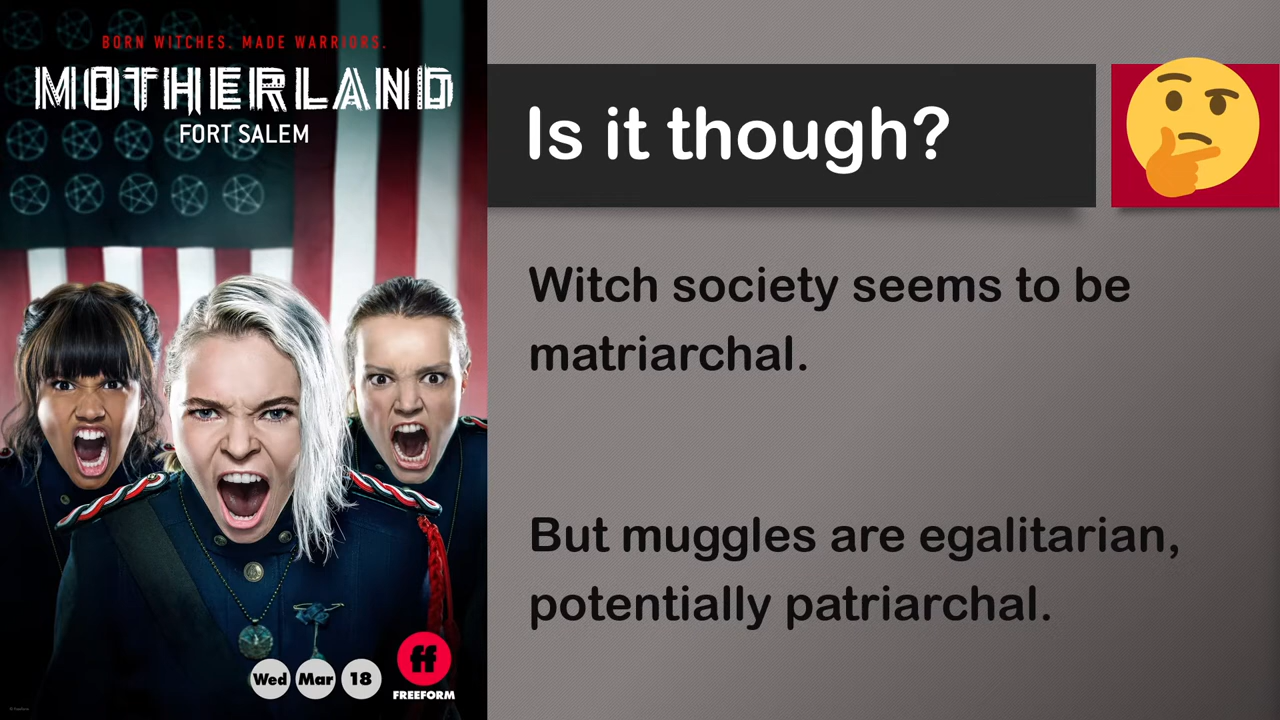 BORN WITCHES. MADE WARRIORS.
MOTHERLAND
FORT SALEM
Wed Mar 18
ff
FREEFORM
Is it though?
Witch society seems to be
matriarchal.
But muggles are egalitarian,
potentially patriarchal.